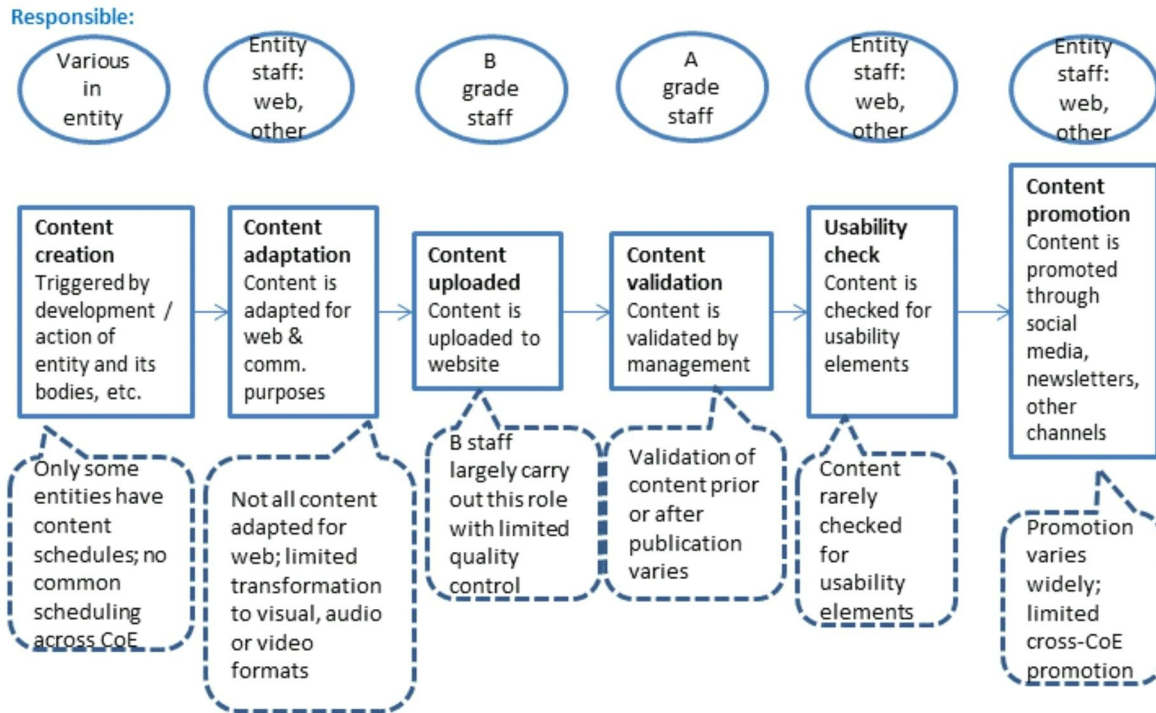 Responsible:
Various
in
entity
Entity
staff:
web,
other
B
grade
staff
A
grade
staff
Entity
staff:
web,
other
Entity
staff:
web,
other
Content
creation
Triggered by
development /
action of
entity and its
bodies, etc.
Content
adaptation
Content is
adapted for
web &
comm.
purposes
Content
uploaded
Content is
uploaded to
website
Content
validation
Content is
validated by
management
Usability
check
Content is
checked for
usability
elements
Content
promotion
Content is
promoted
through
social
media,
newsletters,
other
channels
Only some
entities have
content
schedules; no
common
scheduling
across CoE
Not all content
adapted for
web; limited
transformation
to visual, audio
or video
formats
B staff
largely carry
out this role
with limited
quality
control
Validation of
content prior
or after
publication
varies
Content
rarely
checked
for
usability
elements
Promotion
varies
widely;
limited
cross-CoE
promotion